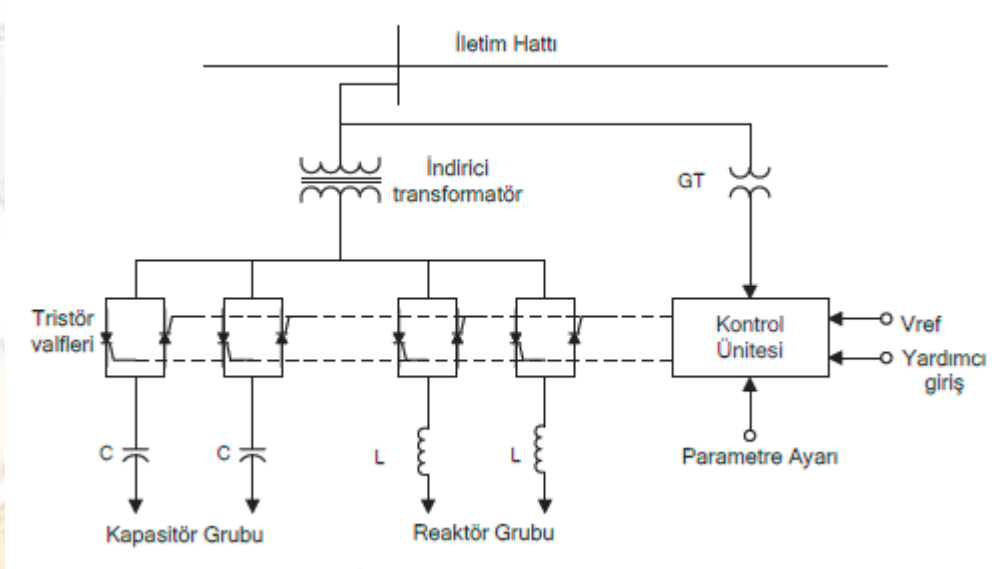 İletim Hattı
İndirici
transformatör
GT
Tristör
valfleri
Kontrol
Ünitesi
Vref
Yardımcı
giriş
C
C
L
L
Parametre Ayarı
Kapasitör Grubu
Reaktör Grubu